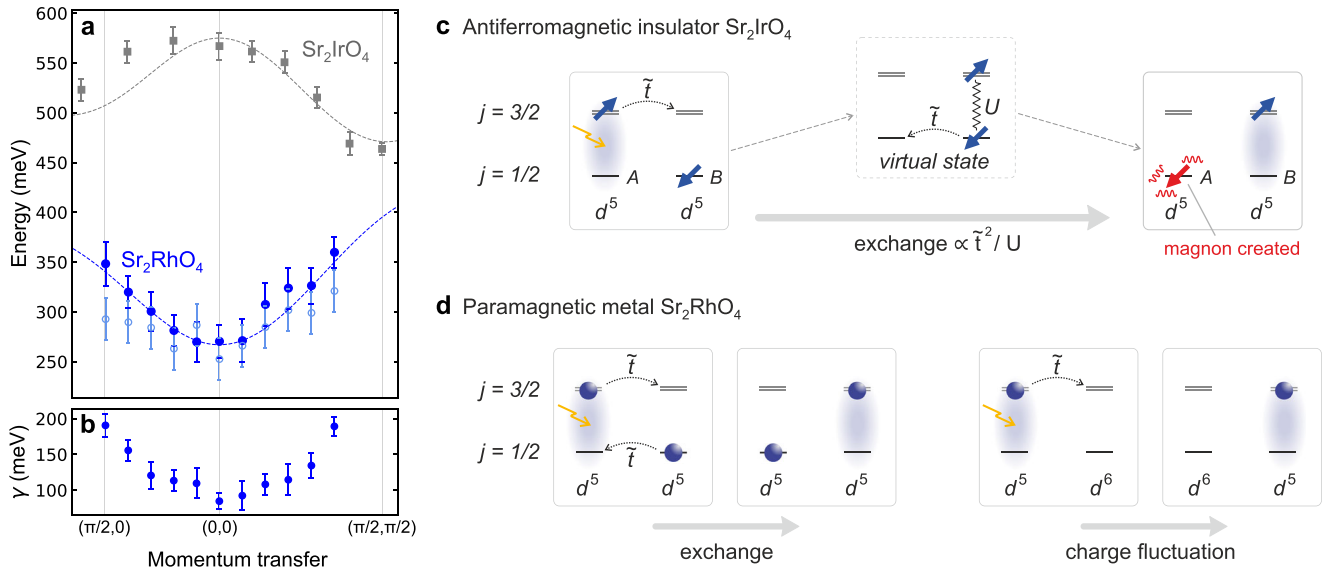 a
600
550
500
450
400
350
300
250
Energy (meV)
Sr₂IrO₄
Sr₂RhO₄
b
200
150
100
γ (meV)
(π/2,0) (0,0) (π/2,π/2)
Momentum transfer
c Antiferromagnetic insulator Sr₂IrO₄
j = 3/2
j = 1/2
t̃
A B
d⁵ d⁵
t̃
U
virtual state
A B
d⁵ d⁵
exchange ∝ t̃²/ U
magnon created
d Paramagnetic metal Sr₂RhO₄
j = 3/2
j = 1/2
t̃
t̃
d⁵ d⁵ d⁵ d⁵
exchange
t̃
d⁵ d⁶ d⁶ d⁵
charge fluctuation